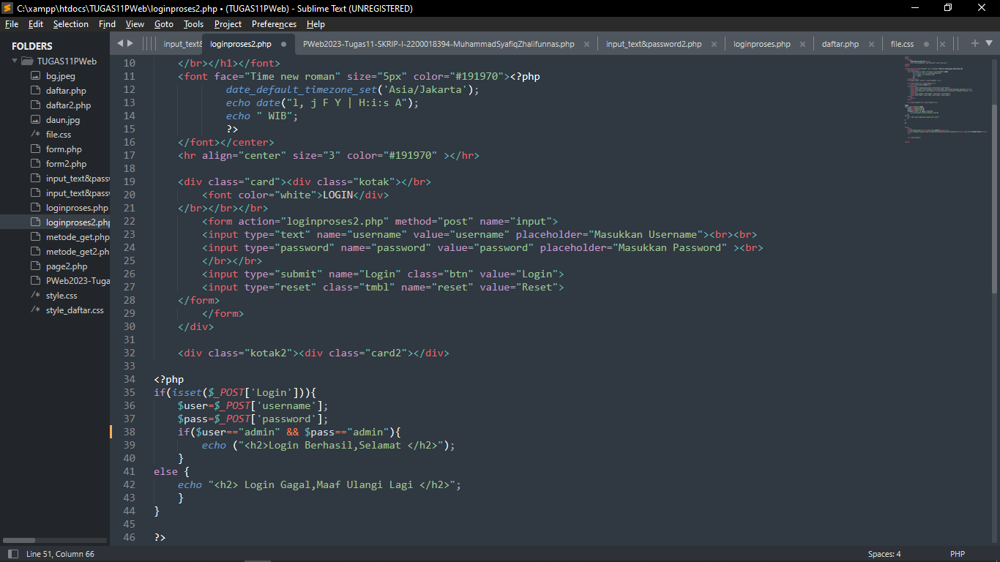 C:\xampp\htdocs\TUGAS11PWeb\loginproses2.php • (TUGAS11PWeb) - Sublime Text (UNREGISTERED)
File Edit Selection Find View Goto Tools Project Preferences Help
input_text& loginproses2.php PWeb2023-Tugas11-SKRIP-I-2200018394-MuhammadSyafiqZhalifunnas.php input_text&password2.php loginproses.php daftar.php file.css
FOLDERS
TUGAS11PWeb
bg.jpeg
daftar.php
daftar2.php
daun.jpg
file.css
form.php
form2.php
input_text&passw
input_text&passw
loginproses.php
loginproses2.php
metode_get.php
metode_get2.ph
page2.php
PWeb2023-Tuga
style.css
style_daftar.css
10 </br></h1></font>
11 <font face="Time new roman" size="5px" color="#191970"><?php
12 date_default_timezone_set('Asia/Jakarta');
13 echo date("l, j F Y | H:i:s A");
14 echo " WIB";
15 ?>
16 </font></center>
17 <hr align="center" size="3" color="#191970" ></hr>
18
19 <div class="card"><div class="kotak"></br>
20 <font color="white">LOGIN</div>
21 </br></br></br>
22 <form action="loginproses2.php" method="post" name="input">
23 <input type="text" name="username" value="username" placeholder="Masukkan Username"><br><br>
24 <input type="password" name="password" value="password" placeholder="Masukkan Password" ><br>
25 </br></br>
26 <input type="submit" name="Login" class="btn" value="Login">
27 <input type="reset" class="tmbl" name="reset" value="Reset">
28 </form>
29 </form>
30 </div>
31
32 <div class="kotak2"><div class="card2"></div>
33
34 <?php
35 if(isset($_POST['Login'])){
36 $user=$_POST['username'];
37 $pass=$_POST['password'];
38 if($user=="admin" && $pass=="admin"){
39 echo ("<h2>Login Berhasil,Selamat </h2>");
40 }
41 else {
42 echo "<h2> Login Gagal,Maaf Ulangi Lagi </h2>";
43 }
44 }
45
46 ?>
Line 51, Column 66 Spaces: 4 PHP